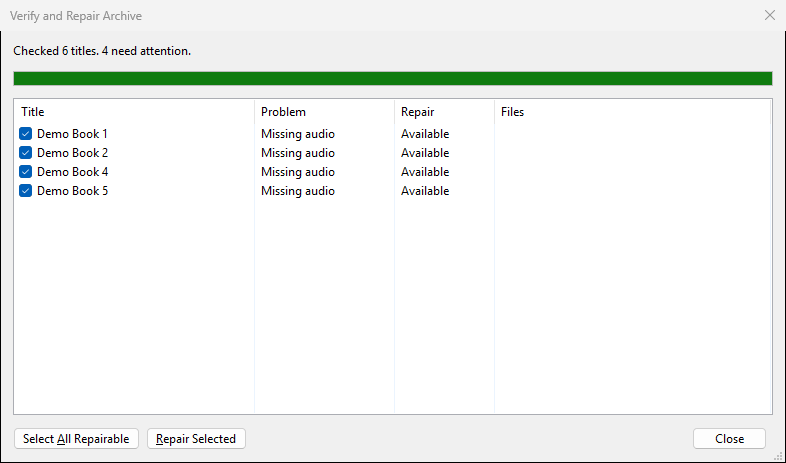 Verify and Repair Archive
Checked 6 titles. 4 need attention.
Title Problem Repair Files
Demo Book 1 Missing audio Available
Demo Book 2 Missing audio Available
Demo Book 4 Missing audio Available
Demo Book 5 Missing audio Available
Select All Repairable Repair Selected Close